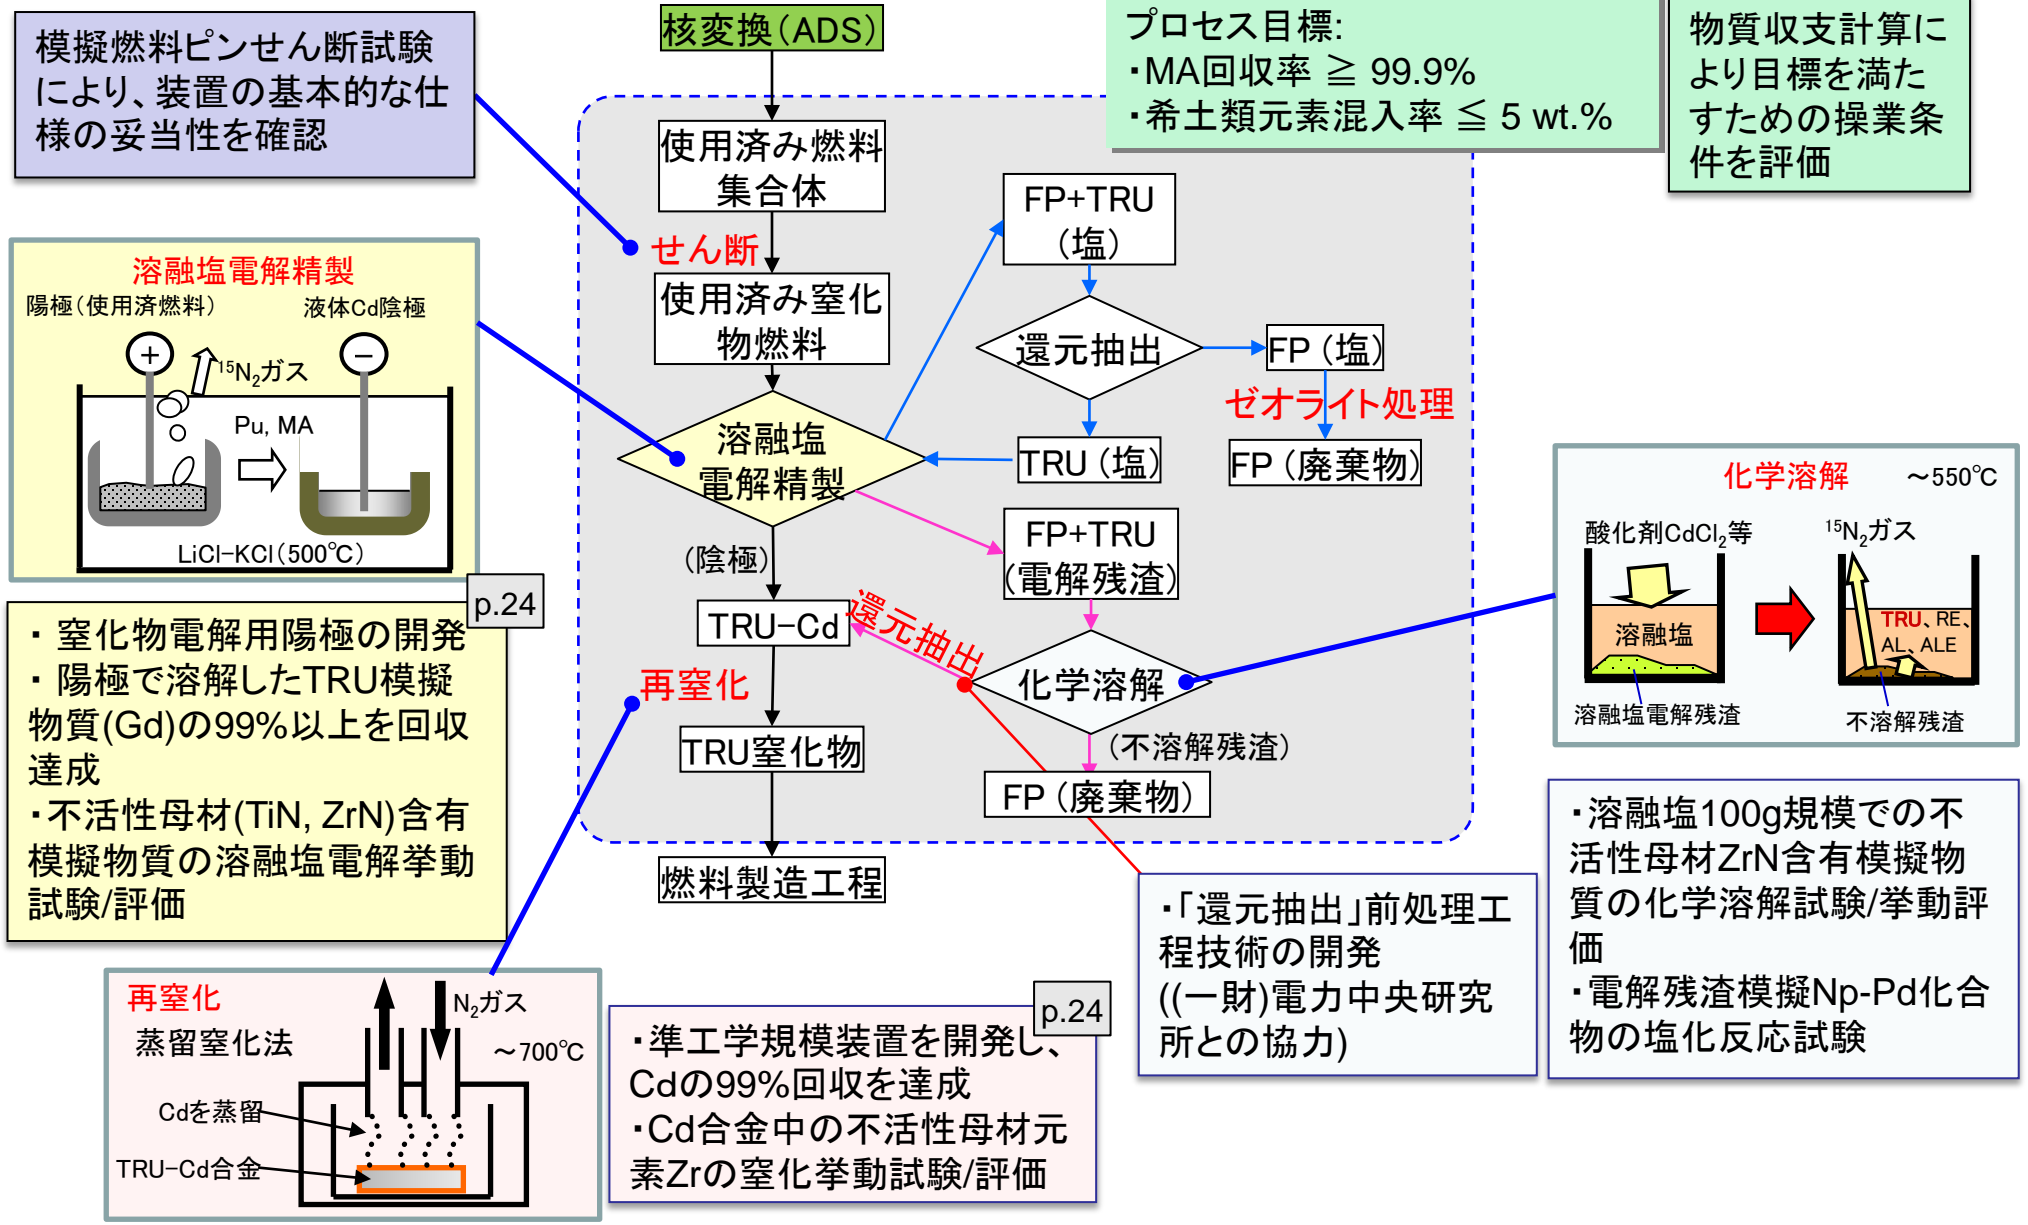 模擬燃料ピンせん断試験
により、装置の基本的な仕
様の妥当性を確認
核変換(ADS)
プロセス目標:
・MA回収率 ≧ 99.9%
・希土類元素混入率 ≦ 5 wt.%
物質収支計算に
より目標を満た
すための操業条
件を評価
使用済み燃料
集合体
せん断
使用済み窒化
物燃料
溶融塩
電解精製
(陰極)
TRU-Cd
再窒化
TRU窒化物
燃料製造工程
FP+TRU
(塩)
還元抽出
FP(塩)
ゼオライト処理
FP(廃棄物)
TRU(塩)
FP+TRU
(電解残渣)
還元抽出
化学溶解
(不溶解残渣)
FP(廃棄物)
溶融塩電解精製
陽極(使用済燃料)
液体Cd陰極
+
−
15N2ガス
Pu, MA
LiCl-KCl(500℃)
p.24
・ 窒化物電解用陽極の開発
・ 陽極で溶解したTRU模擬
物質(Gd)の99%以上を回収
達成
・不活性母材(TiN, ZrN)含有
模擬物質の溶融塩電解挙動
試験/評価
化学溶解
～550℃
酸化剤CdCl2等
15N2ガス
溶融塩
TRU、RE、
AL、ALE
溶融塩電解残渣
不溶解残渣
・溶融塩100g規模での不
活性母材ZrN含有模擬物
質の化学溶解試験/挙動評
価
・電解残渣模擬Np-Pd化合
物の塩化反応試験
再窒化
蒸留窒化法
N2ガス
～700℃
Cdを蒸留
TRU-Cd合金
p.24
・準工学規模装置を開発し、
Cdの99%回収を達成
・Cd合金中の不活性母材元
素Zrの窒化挙動試験/評価
・「還元抽出」前処理工
程技術の開発
((一財)電力中央研究
所との協力)